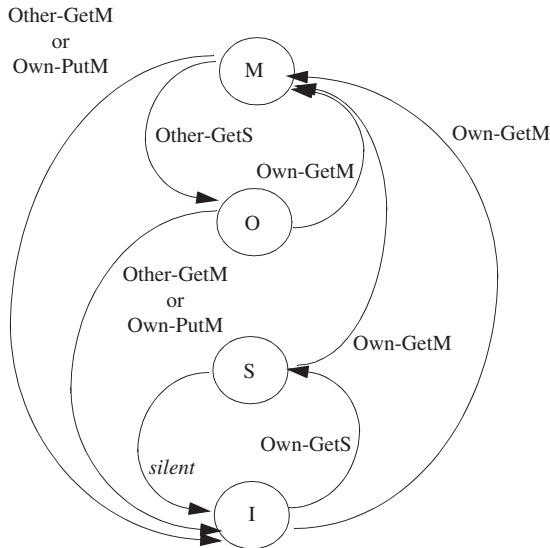 Other-GetM
or
Own-PutM
M
Other-GetS
Own-GetM
Own-GetM
O
Other-GetM
or
Own-PutM
Own-GetM
S
Own-GetS
silent
I